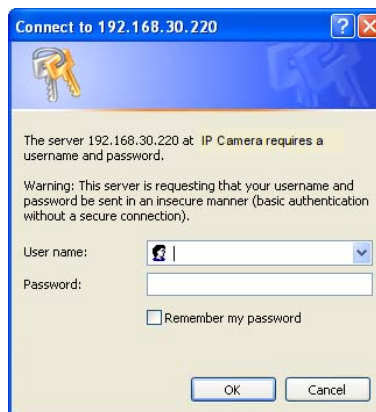 Connect to 192.168.30.220
The server 192.168.30.220 at IP Camera requires a
username and password.
Warning: This server is requesting that your username and
password be sent in an insecure manner (basic authentication
without a secure connection).
User name:
Password:
Remember my password
OK Cancel